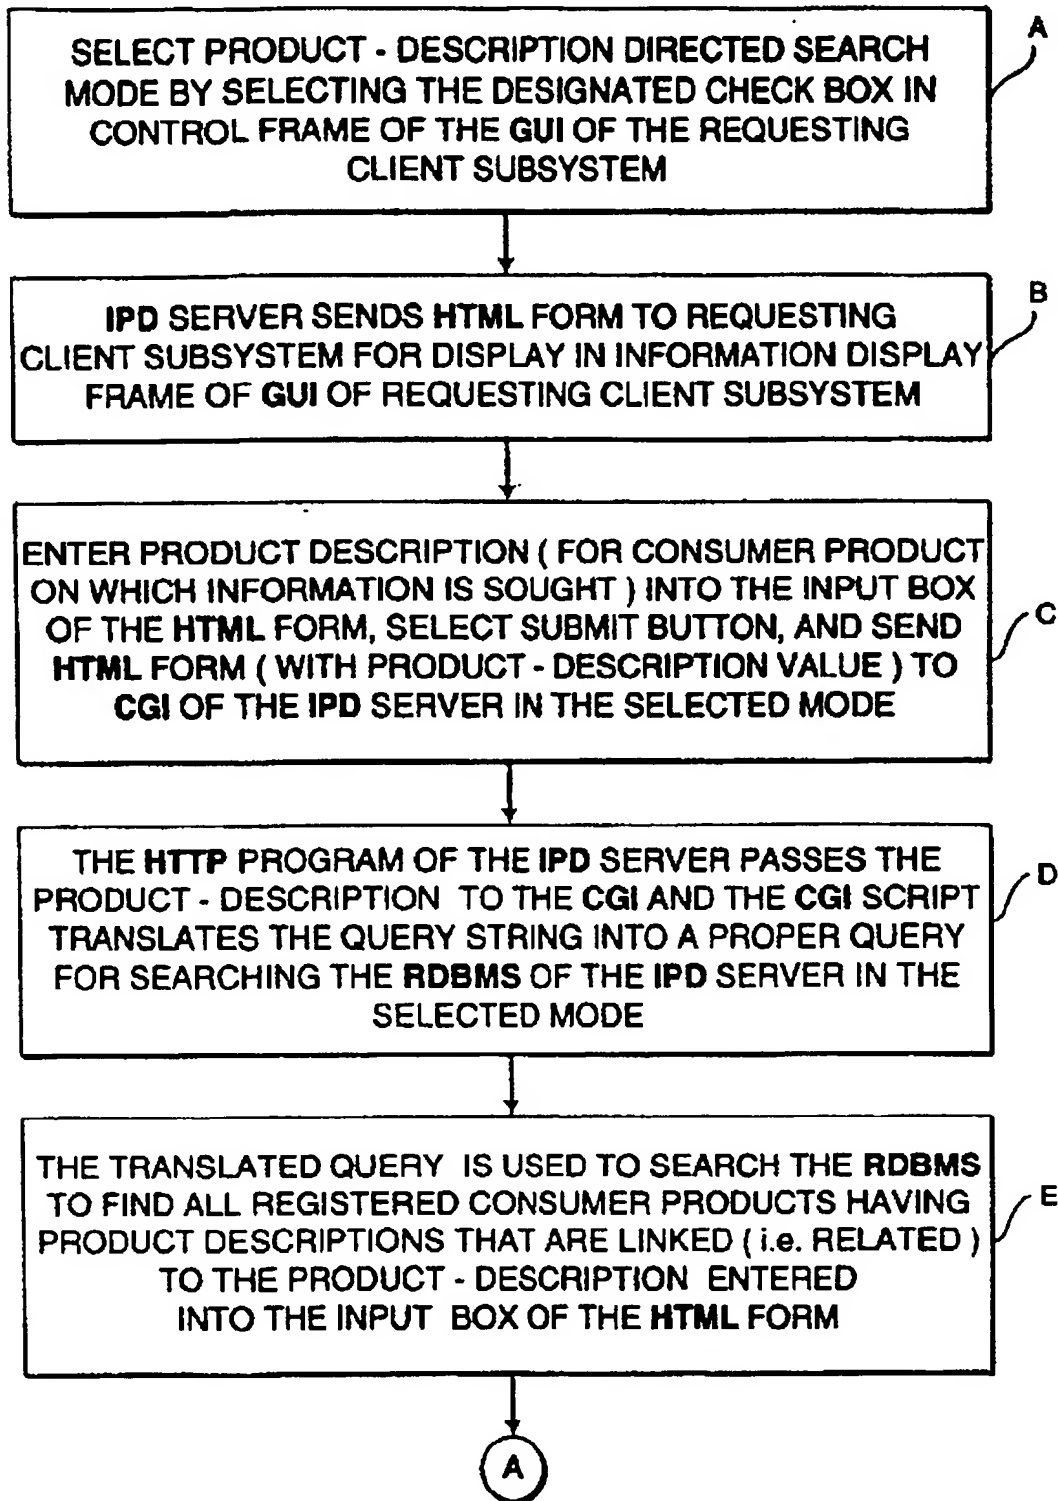 A
SELECT PRODUCT - DESCRIPTION DIRECTED SEARCH
MODE BY SELECTING THE DESIGNATED CHECK BOX IN
CONTROL FRAME OF THE GUI OF THE REQUESTING
CLIENT SUBSYSTEM
B
IPD SERVER SENDS HTML FORM TO REQUESTING
CLIENT SUBSYSTEM FOR DISPLAY IN INFORMATION DISPLAY
FRAME OF GUI OF REQUESTING CLIENT SUBSYSTEM
ENTER PRODUCT DESCRIPTION ( FOR CONSUMER PRODUCT
ON WHICH INFORMATION IS SOUGHT ) INTO THE INPUT BOX
OF THE HTML FORM, SELECT SUBMIT BUTTON, AND SEND
HTML FORM ( WITH PRODUCT - DESCRIPTION VALUE ) TO
CGI OF THE IPD SERVER IN THE SELECTED MODE
C
THE HTTP PROGRAM OF THE IPD SERVER PASSES THE
PRODUCT - DESCRIPTION TO THE CGI AND THE CGI SCRIPT
TRANSLATES THE QUERY STRING INTO A PROPER QUERY
FOR SEARCHING THE RDBMS OF THE IPD SERVER IN THE
SELECTED MODE
D
THE TRANSLATED QUERY IS USED TO SEARCH THE RDBMS
TO FIND ALL REGISTERED CONSUMER PRODUCTS HAVING
PRODUCT DESCRIPTIONS THAT ARE LINKED ( i.e. RELATED )
TO THE PRODUCT - DESCRIPTION ENTERED
INTO THE INPUT BOX OF THE HTML FORM
E
A